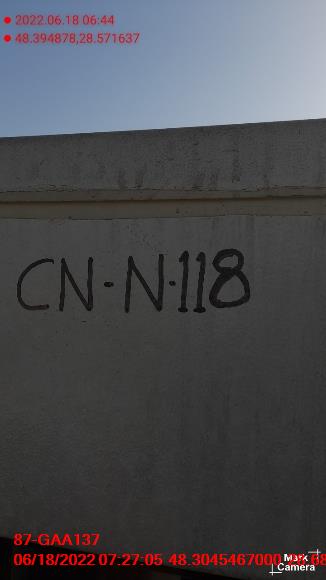 2022.06.18 06:44
48.394878,28.571637
CN-N-118
87-GAA137
06/18/2022 07:27:05 48.3045467000
Mark
Camera